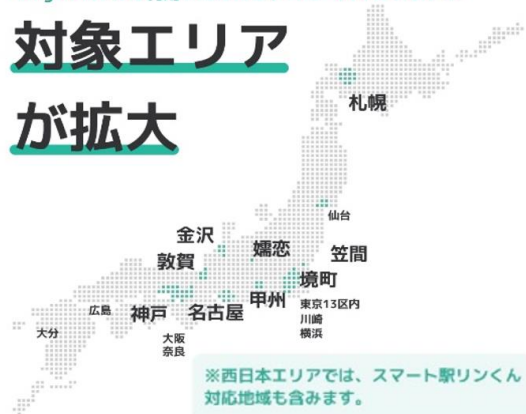 対象エリア
が拡大
札幌
仙台
金沢
嬬恋
笠間
敦賀
境町
甲州
東京13区内
川崎
横浜
広島
神戸
名古屋
大分
大阪
奈良
※西日本エリアでは、スマート駅リンくん
対応地域も含みます。